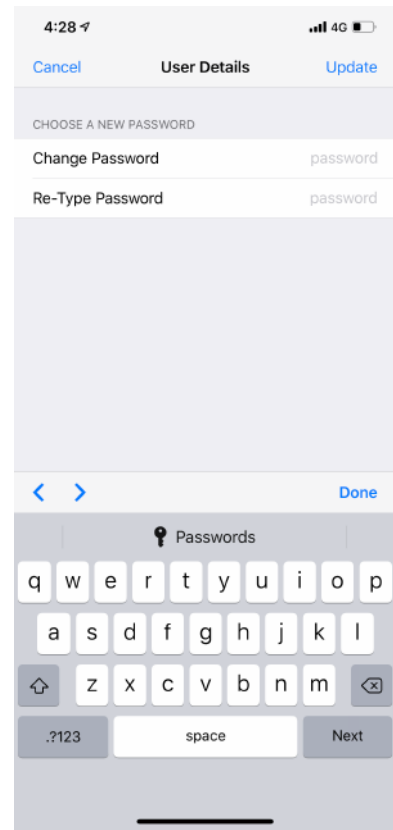 4:28 4G
Cancel User Details Update
CHOOSE A NEW PASSWORD
Change Password password
Re-Type Password password
Done
Passwords
q w e r t y u i o p
a s d f g h j k l
z x c v b n m
.?123 space Next